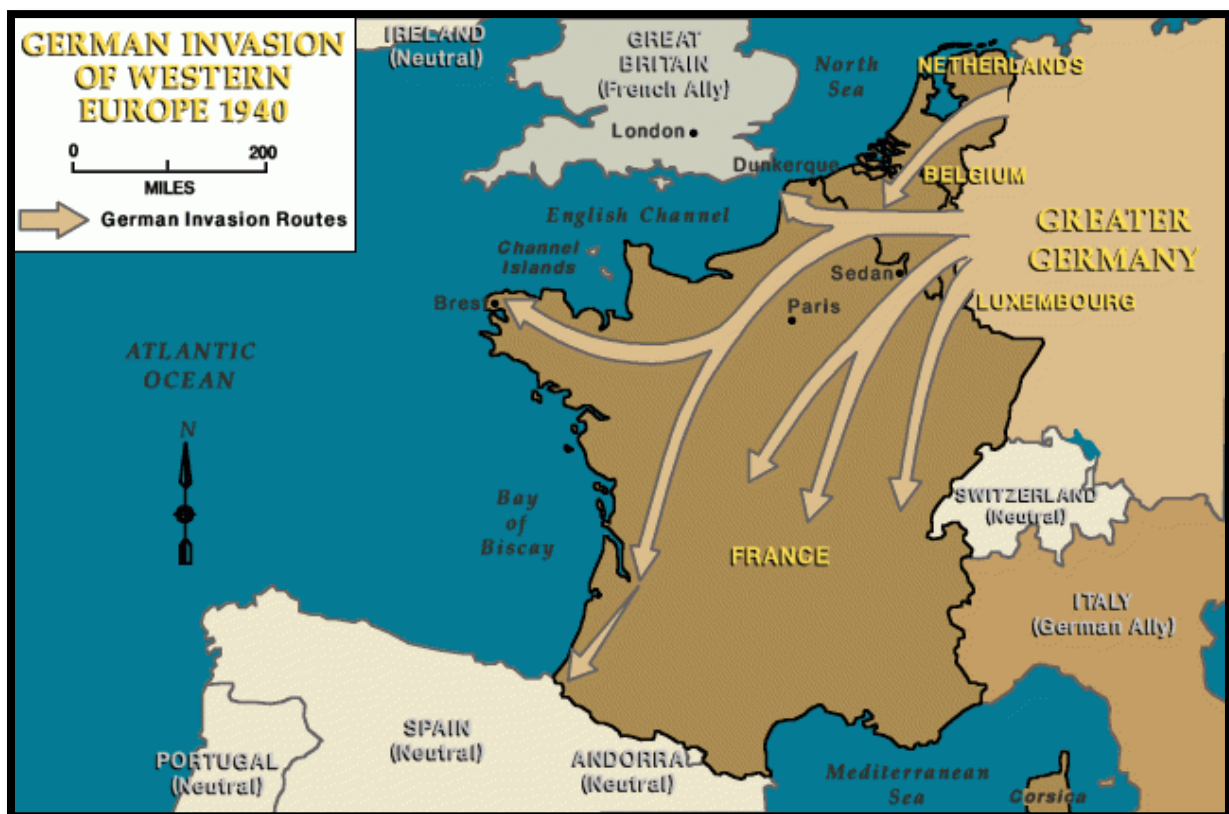 GERMAN INVASION
OF WESTERN
EUROPE 1940
0 200
MILES
German Invasion Routes
IRELAND
(Neutral)
GREAT
BRITAIN
(French Ally)
London
North
Sea
NETHERLANDS
Dunkerque
BELGIUM
English Channel
GREATER
GERMANY
Channel
Islands
Sedan
LUXEMBOURG
Brest
Paris
ATLANTIC
OCEAN
N
Bay
of
Biscay
SWITZERLAND
(Neutral)
FRANCE
ITALY
(German Ally)
SPAIN
(Neutral)
PORTUGAL
(Neutral)
ANDORRA
(Neutral)
Mediterranean
Sea
Corsica